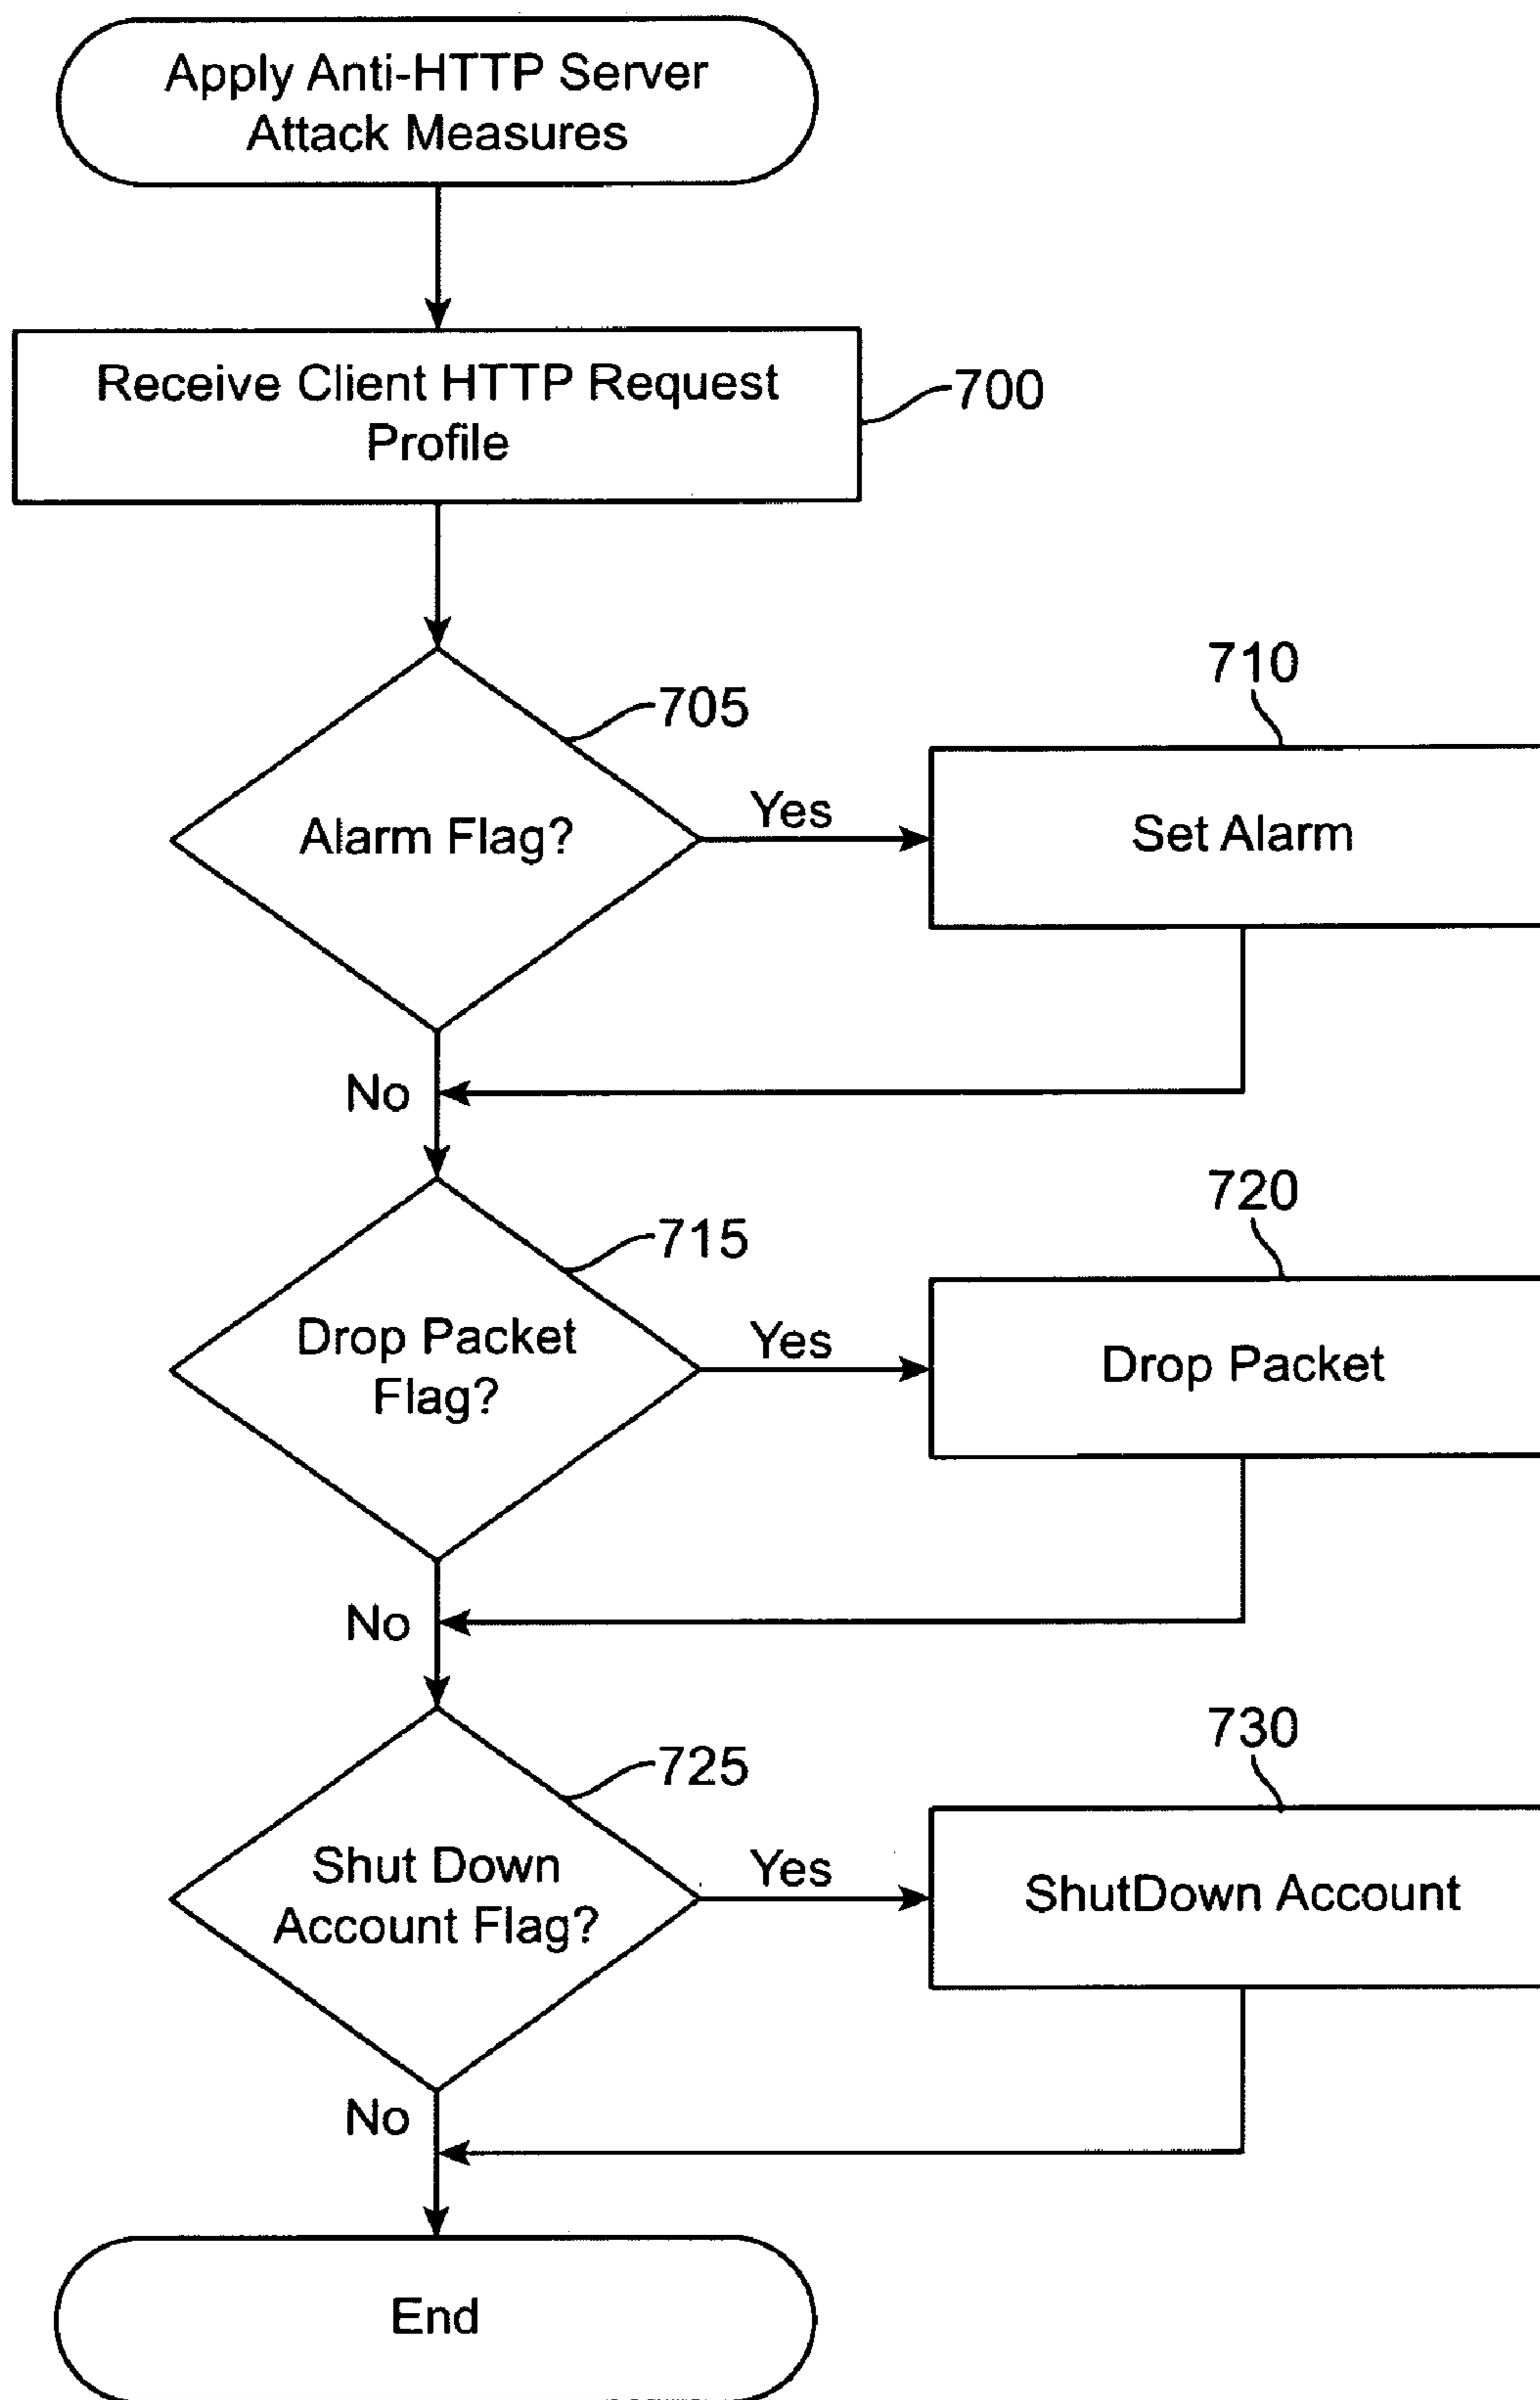 Apply Anti-HTTP Server
Attack Measures
Receive Client HTTP Request
Profile
700
705
Alarm Flag?
Yes
710
Set Alarm
No
715
Drop Packet
Flag?
Yes
720
Drop Packet
No
725
Shut Down
Account Flag?
Yes
730
ShutDown Account
No
End